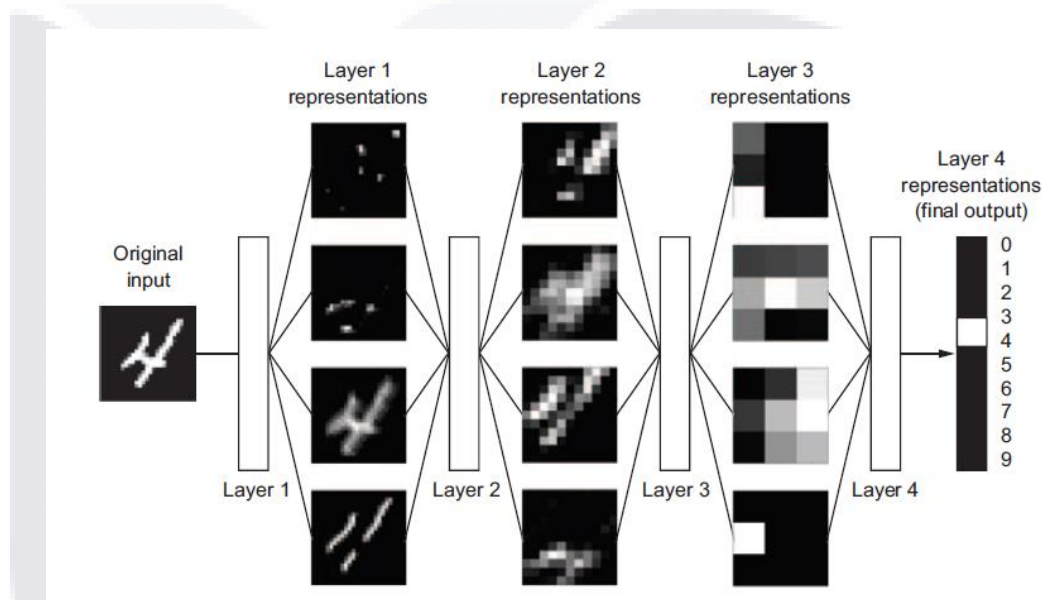 Layer 1
representations
Layer 2
representations
Layer 3
representations
Layer 4
representations
(final output)
Original
input
0
1
2
3
4
5
6
7
8
9
Layer 1
Layer 2
Layer 3
Layer 4